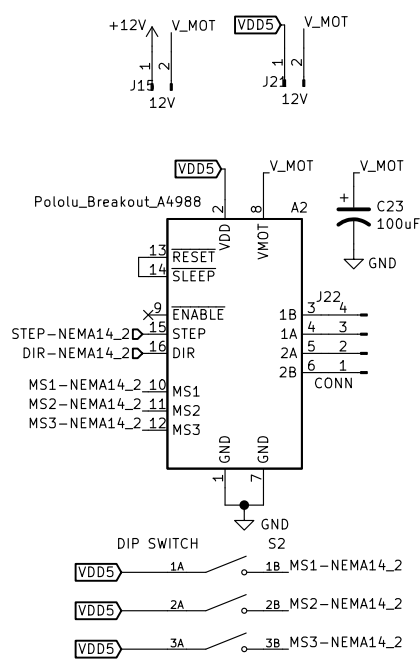 +12V V_MOT VDD5 V_MOT
1 2 1 2
J15 J21
12V 12V
VDD5 V_MOT V_MOT
Pololu_Breakout_A4988 2 8 A2
VDD VMOT + C23
100uF
13 RESET
14 SLEEP GND
9 ENABLE 1B 3 J22 4
STEP-NEMA14_2 15 STEP 1A 4 3
DIR-NEMA14_2 16 DIR 2A 5 2
2B 6 1
MS1-NEMA14_2 10 MS1 CONN
MS2-NEMA14_2 11 MS2
MS3-NEMA14_2 12 MS3
GND GND
1 7
GND
DIP SWITCH S2
VDD5 1A 1B MS1-NEMA14_2
VDD5 2A 2B MS2-NEMA14_2
VDD5 3A 3B MS3-NEMA14_2